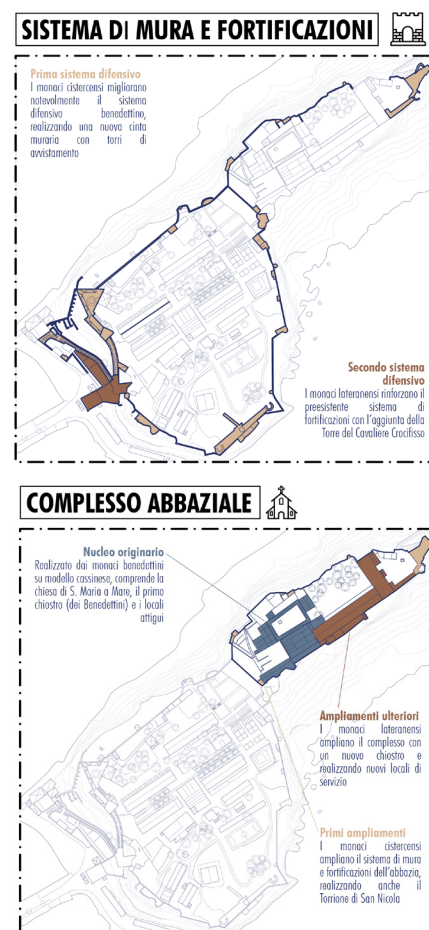 SISTEMA DI MURA E FORTIFICAZIONI
Prima sistema difensivo
I monaci cistercensi migliorano
notevolmente il sistema
difensivo benedettino,
realizzando una nuova cinta
muraria con torri di
avvistamento
Secondo sistema
difensivo
I monaci lateranensi rinforzano il
preesistente sistema di
fortificazioni con l'aggiunta della
Torre del Cavaliere Crocifisso
COMPLESSO ABBAZIALE
Nucleo originario
Realizzato dai monaci benedettini
su modello cassinese, comprende la
chiesa di S. Maria a Mare, il primo
chiostro (dei Benedettini) e i locali
attigui
Ampliamenti ulteriori
I monaci lateranensi
ampliano il complesso con
un nuovo chiostro e
realizzando nuovi locali di
servizio
Primi ampliamenti
I monaci cistercensi
ampliano il sistema di mura
e fortificazioni dell'abbazia,
realizzando anche il
Torrione di San Nicola